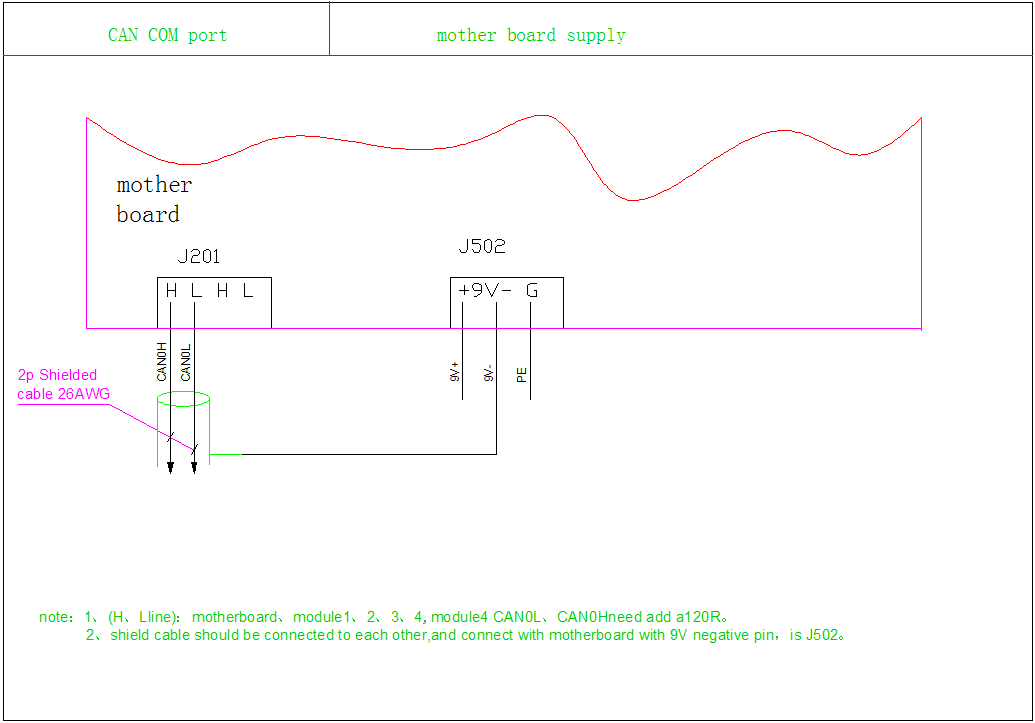 CAN COM port
mother board supply
mother
board
J201
J502
H L H L
+9V- G
CAN0H
CAN0L
9V+
9V-
PE
2p Shielded
cable 26AWG
note：1、(H、Lline)：motherboard、module1、2、3、4, module4 CAN0L、CAN0Hneed add a120R。
2、shield cable should be connected to each other,and connect with motherboard with 9V negative pin，is J502。